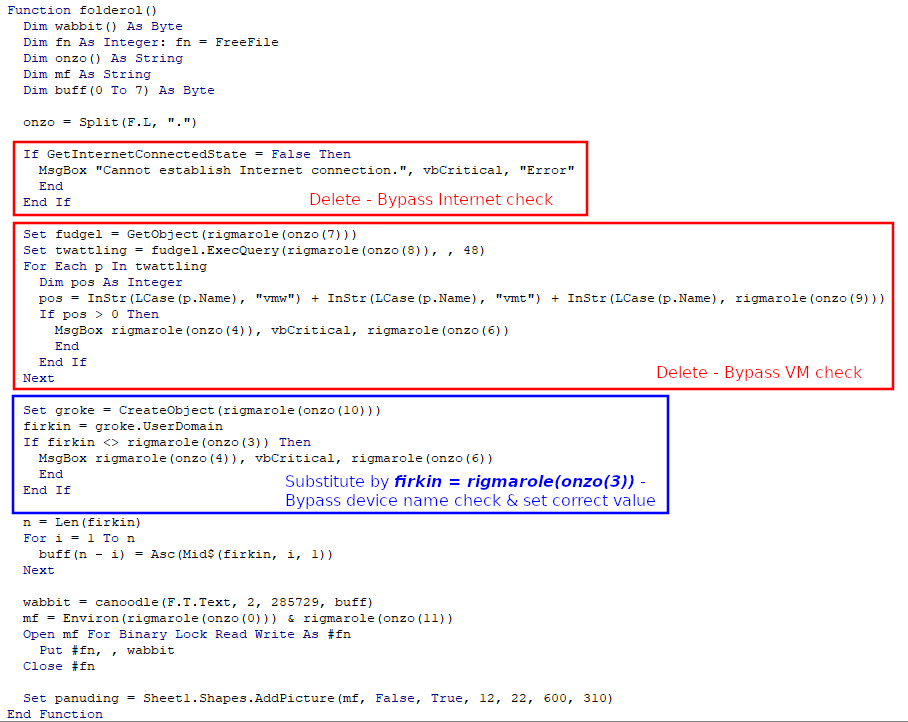 Function folderol()
  Dim wabbit() As Byte
  Dim fn As Integer: fn = FreeFile
  Dim onzo() As String
  Dim mf As String
  Dim buff(0 To 7) As Byte
  onzo = Split(F.L, ".")
  If GetInternetConnectedState = False Then
    MsgBox "Cannot establish Internet connection.", vbCritical, "Error"
    End
  End If
Delete - Bypass Internet check
  Set fudgel = GetObject(rigmarole(onzo(7)))
  Set twattling = fudgel.ExecQuery(rigmarole(onzo(8)), , 48)
  For Each p In twattling
    Dim pos As Integer
    pos = InStr(LCase(p.Name), "vmw") + InStr(LCase(p.Name), "vmt") + InStr(LCase(p.Name), rigmarole(onzo(9)))
    If pos > 0 Then
      MsgBox rigmarole(onzo(4)), vbCritical, rigmarole(onzo(6))
      End
    End If
  Next
Delete - Bypass VM check
  Set groke = CreateObject(rigmarole(onzo(10)))
  firkin = groke.UserDomain
  If firkin <> rigmarole(onzo(3)) Then
    MsgBox rigmarole(onzo(4)), vbCritical, rigmarole(onzo(6))
    End
  End If
Substitute by firkin = rigmarole(onzo(3)) -
Bypass device name check & set correct value
  n = Len(firkin)
  For i = 1 To n
    buff(n - i) = Asc(Mid$(firkin, i, 1))
  Next
  wabbit = canoodle(F.T.Text, 2, 285729, buff)
  mf = Environ(rigmarole(onzo(0))) & rigmarole(onzo(11))
  Open mf For Binary Lock Read Write As #fn
    Put #fn, , wabbit
  Close #fn
  Set panuding = Sheet1.Shapes.AddPicture(mf, False, True, 12, 22, 600, 310)
End Function